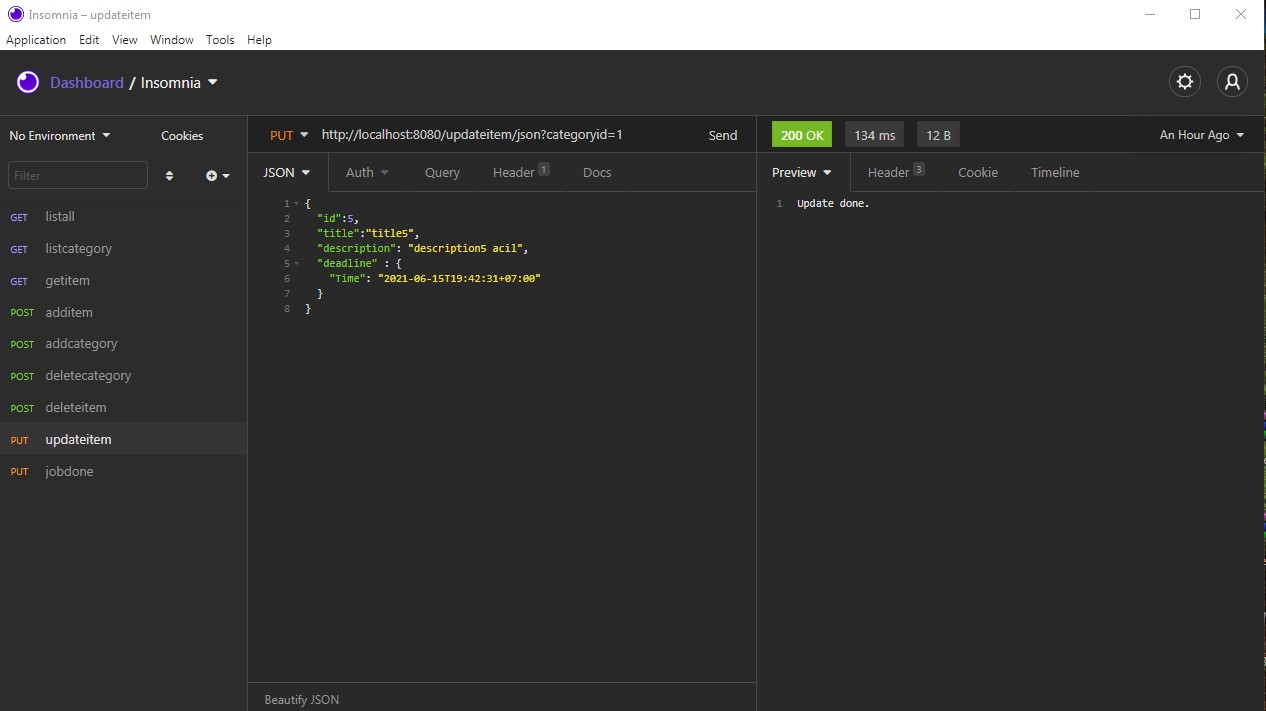 Insomnia – updateitem
Application Edit View Window Tools Help
Dashboard / Insomnia
No Environment Cookies
Filter
GET listall
GET listcategory
GET getitem
POST additem
POST addcategory
POST deletecategory
POST deleteitem
PUT updateitem
PUT jobdone
PUT http://localhost:8080/updateitem/json?categoryid=1 Send
JSON Auth Query Header 1 Docs
1 {
2 "id":5,
3 "title":"title5",
4 "description": "description5 acil",
5 "deadline" : {
6 "Time": "2021-06-15T19:42:31+07:00"
7 }
8 }
Beautify JSON
200 OK 134 ms 12 B An Hour Ago
Preview Header 3 Cookie Timeline
1 Update done.